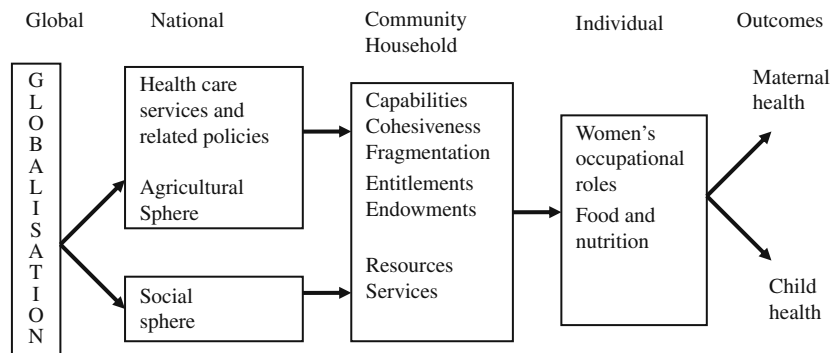 Global
National
Community
Household
Individual
Outcomes
GLOBALISATION
Health care
services and
related policies
Agricultural
Sphere
Social
sphere
Capabilities
Cohesiveness
Fragmentation
Entitlements
Endowments
Resources
Services
Women's
occupational
roles
Food and
nutrition
Maternal
health
Child
health